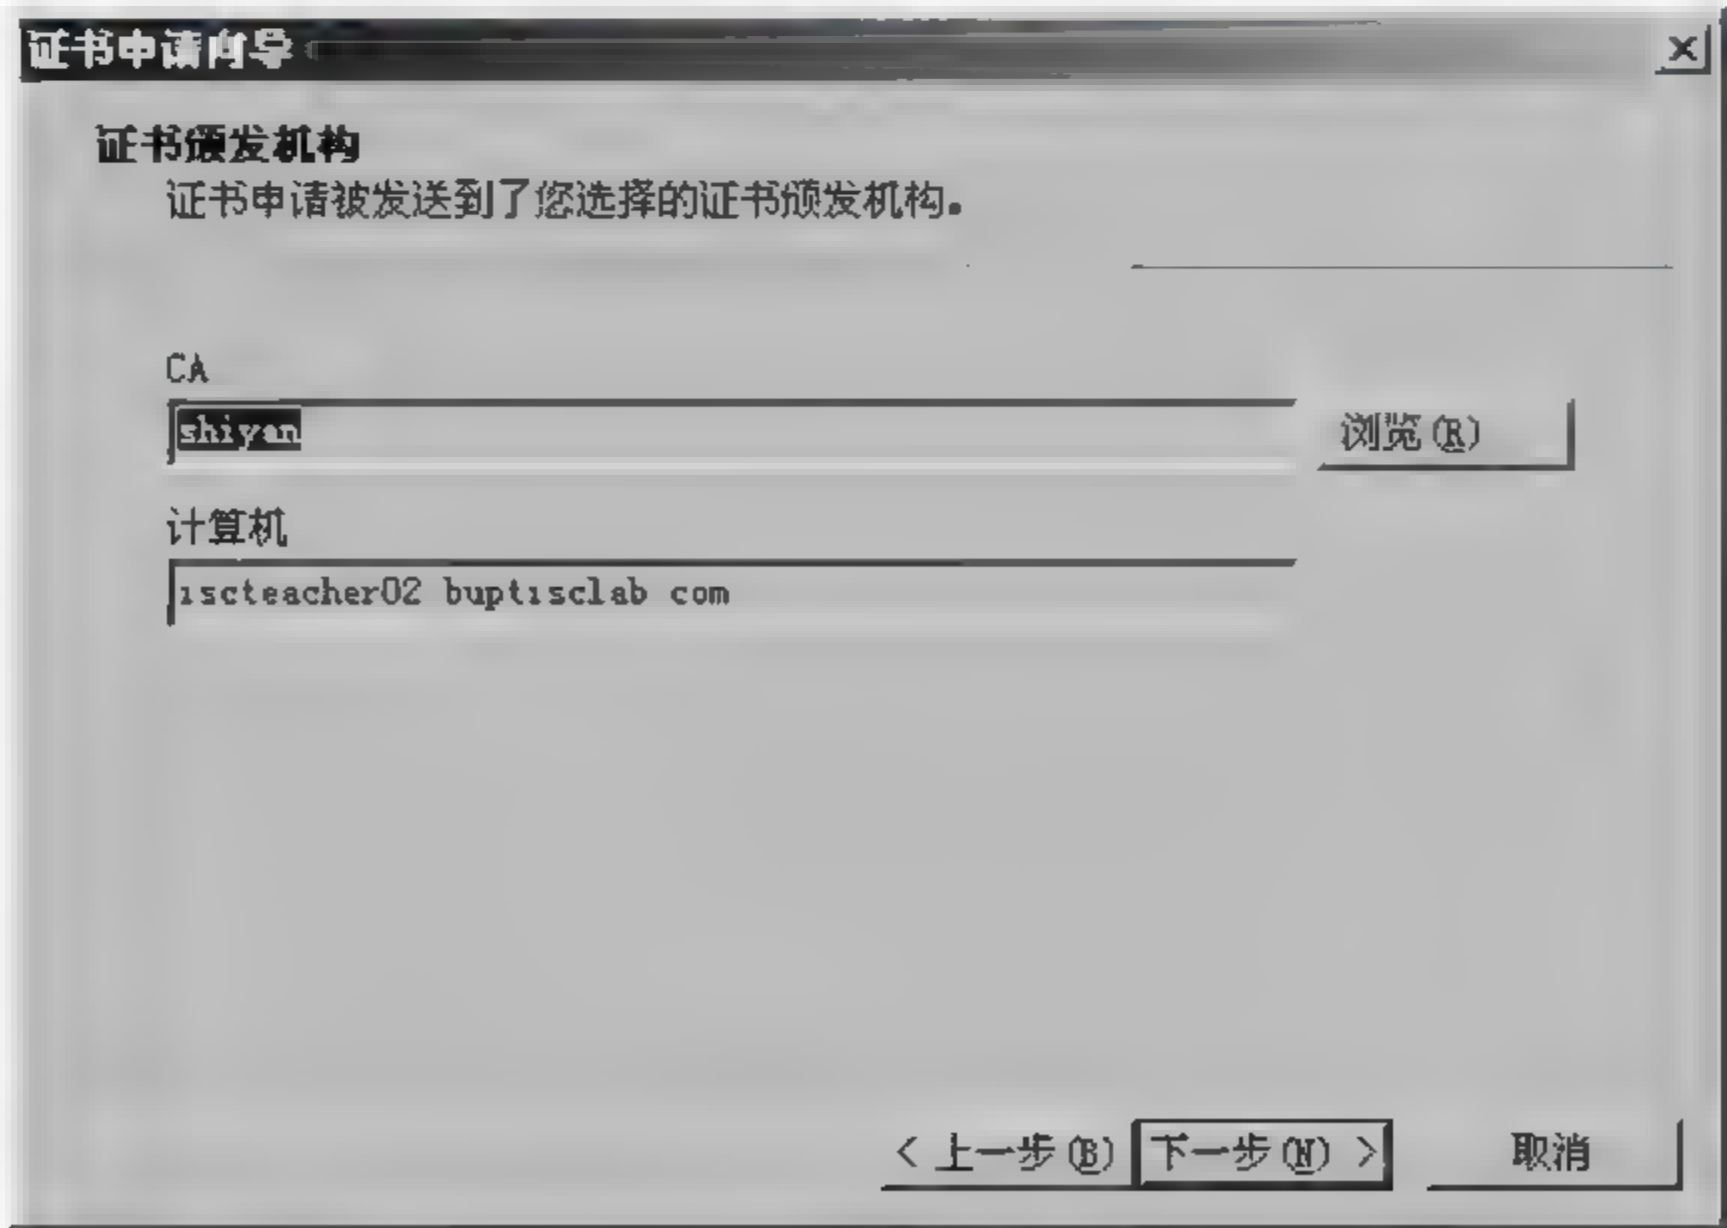 证书申请向导
证书颁发机构
证书申请被发送到了您选择的证书颁发机构。
CA
shiyan
浏览(R)
计算机
iscteacher02 buptisclab com
< 上一步(B) 下一步(N) > 取消